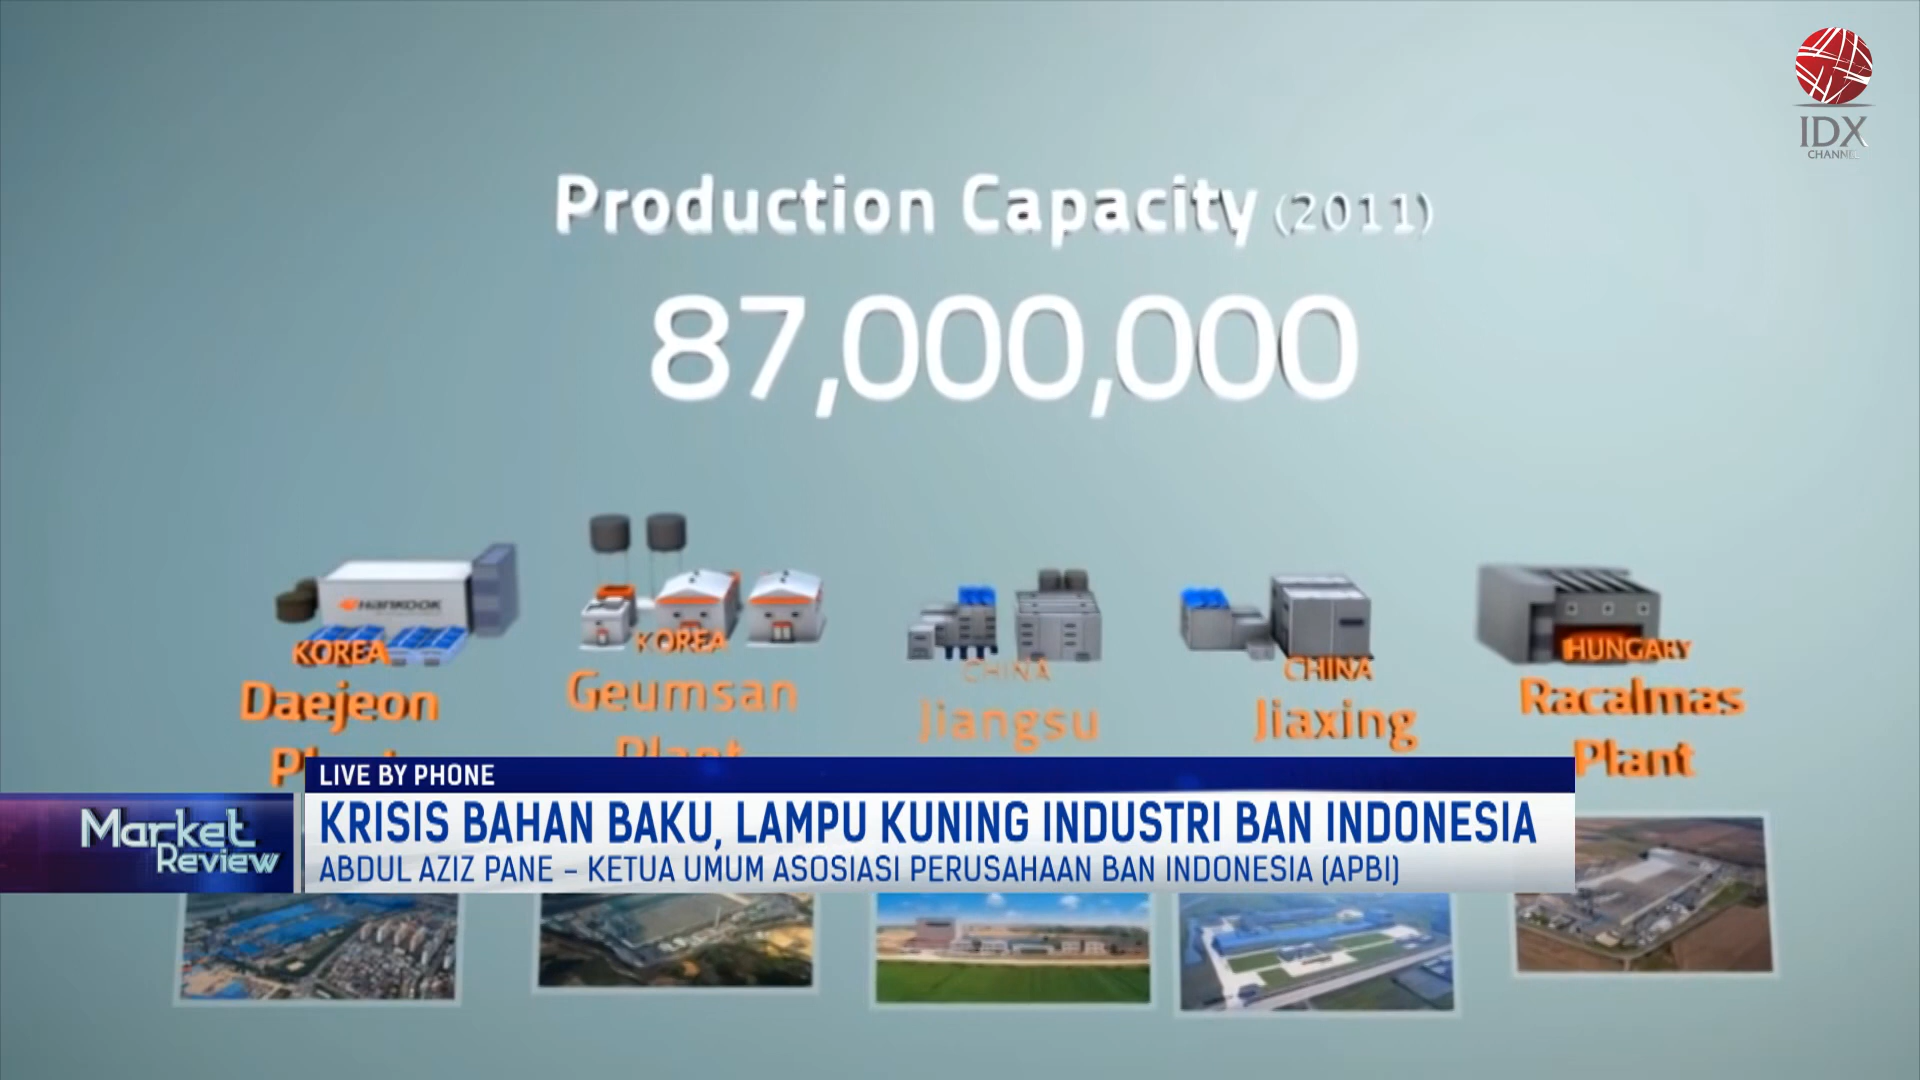 IDX
CHANNEL
Production Capacity (2011)
87,000,000
HANKOOK
KOREA
Daejeon
KOREA
Geumsan
Plant
CHINA
Jiangsu
CHINA
Jiaxing
HUNGARY
Racalmas
Plant
LIVE BY PHONE
Market
Review
KRISIS BAHAN BAKU, LAMPU KUNING INDUSTRI BAN INDONESIA
ABDUL AZIZ PANE – KETUA UMUM ASOSIASI PERUSAHAAN BAN INDONESIA (APBI)